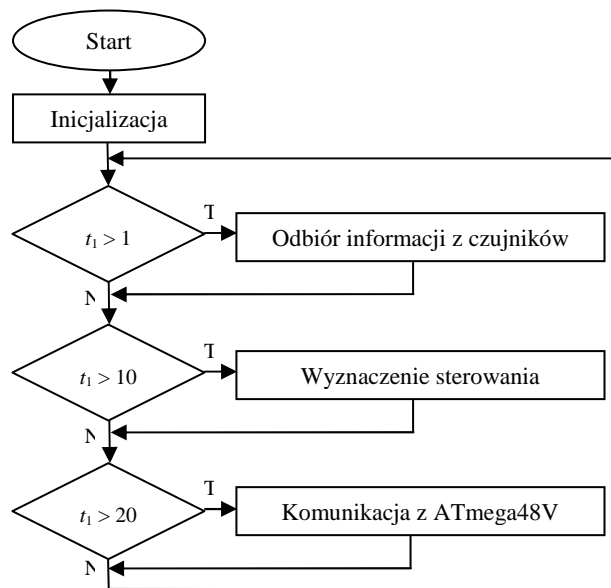 Start
Inicjalizacja
t₁ > 1
T
Odbiór informacji z czujników
N
t₁ > 10
T
Wyznaczenie sterowania
N
t₁ > 20
T
Komunikacja z ATmega48V
N